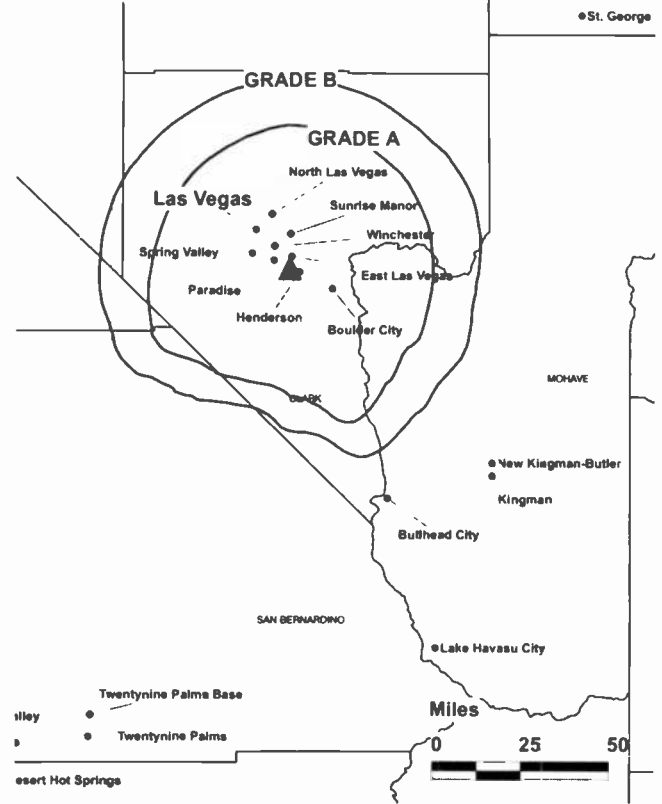 St. George
GRADE B
GRADE A
North Las Vegas
Las Vegas
Sunrise Manor
Winchester
Spring Valley
East Las Vegas
Paradise
Henderson
Boulder City
MOHAVE
CLARK
New Kingman-Butler
Kingman
Bullhead City
SAN BERNARDINO
Lake Havasu City
Twentynine Palms Base
alley
Miles
Twentynine Palms
0 25 50
esert Hot Springs